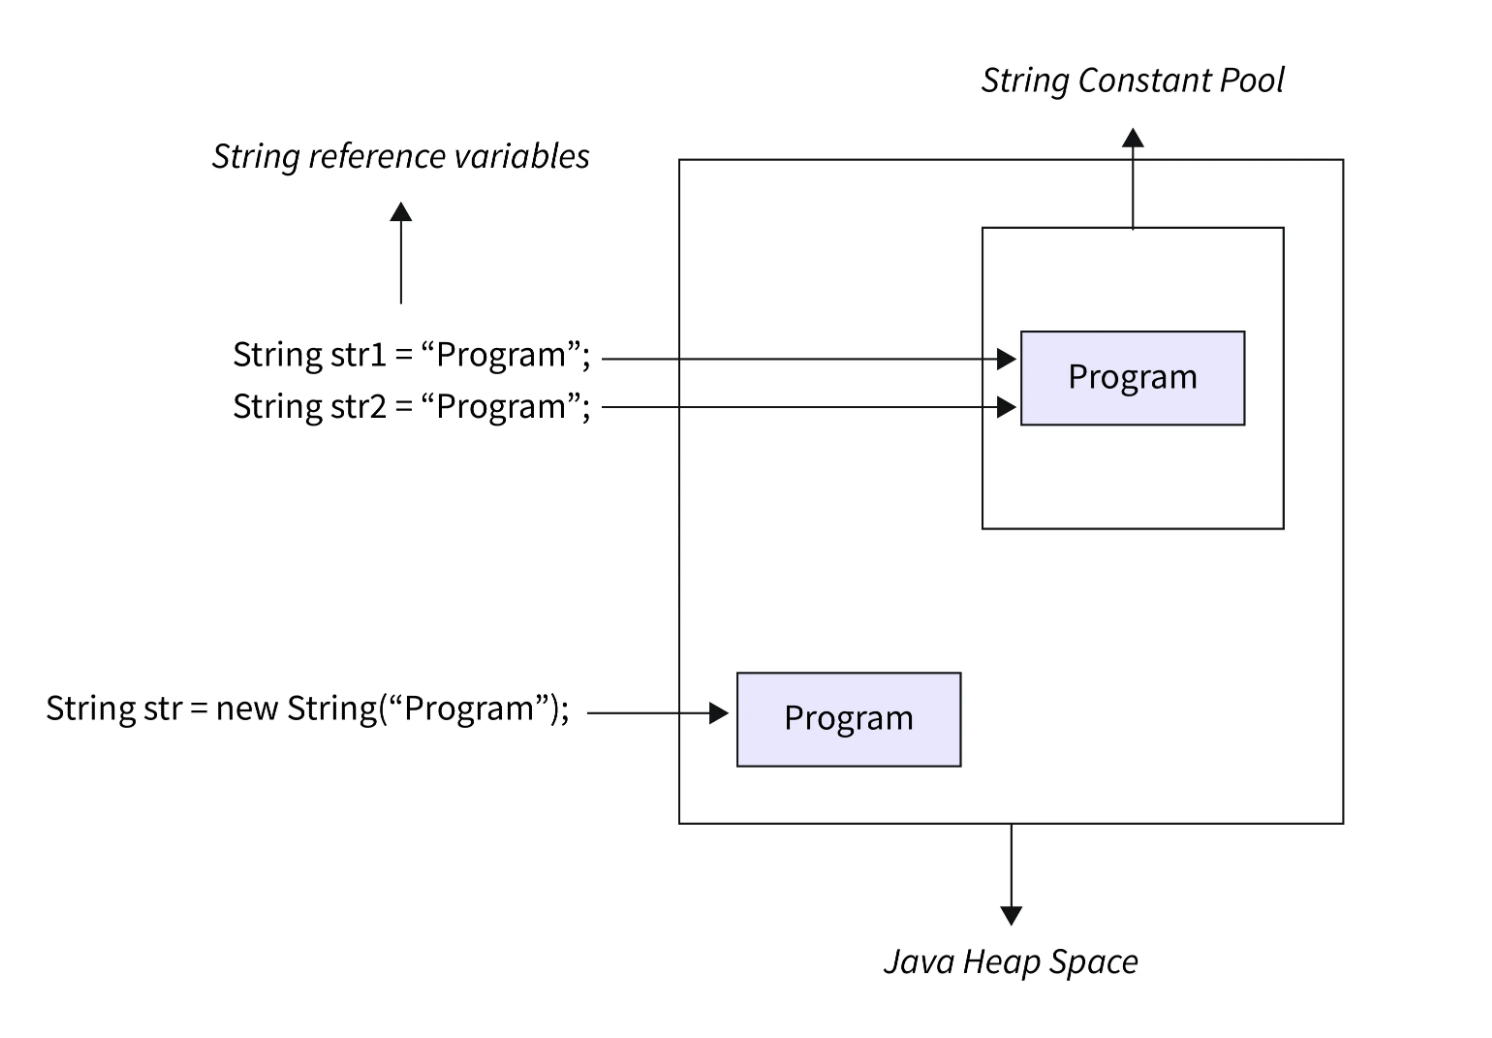 String Constant Pool
String reference variables
String str1 = “Program”;
String str2 = “Program”;
Program
String str = new String(“Program”);
Program
Java Heap Space